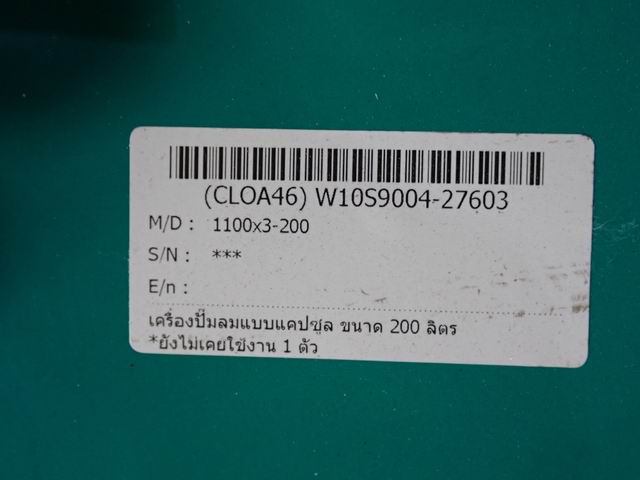 (CLOA46) W10S9004-27603
M/D : 1100x3-200
S/N : ***
E/n :
เครื่องปั๊มลมแบบแคปซูล ขนาด 200 ลิตร
*ยังไม่เคยใช้งาน 1 ตัว